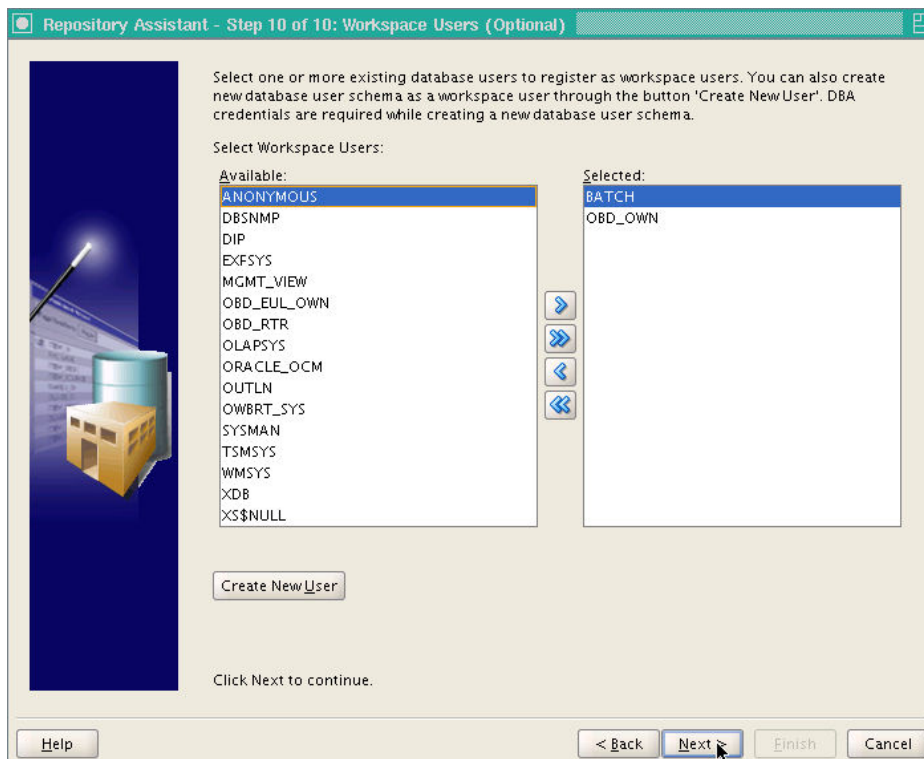 Repository Assistant - Step 10 of 10: Workspace Users (Optional)
Select one or more existing database users to register as workspace users. You can also create
new database user schema as a workspace user through the button 'Create New User'. DBA
credentials are required while creating a new database user schema.
Select Workspace Users:
Available:
ANONYMOUS
DBSNMP
DIP
EXFSYS
MGMT_VIEW
OBD_EUL_OWN
OBD_RTR
OLAPSYS
ORACLE_OCM
OUTLN
OWBRT_SYS
SYSMAN
TSMSYS
WMSYS
XDB
XS$NULL
Selected:
BATCH
OBD_OWN
Create New User
Click Next to continue.
Help
< Back
Next >
Finish
Cancel